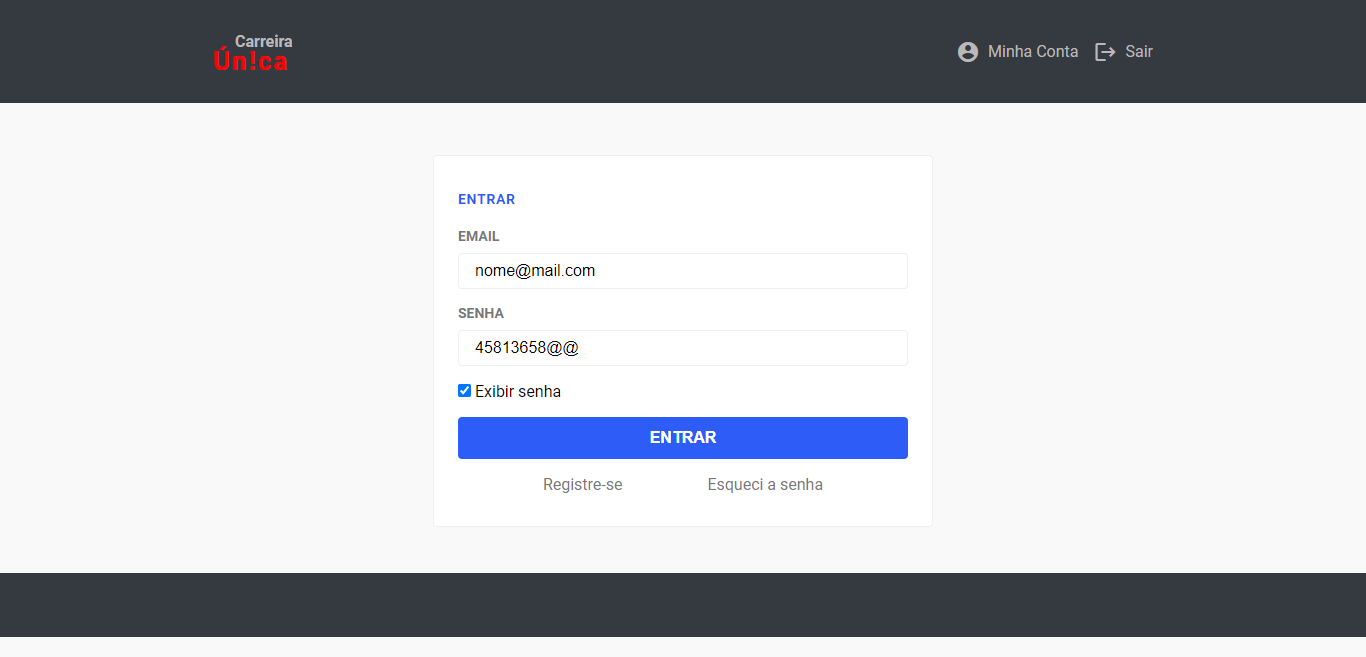 Carreira
Ún!ca
Minha Conta
Sair
ENTRAR
EMAIL
nome@mail.com
SENHA
45813658@@
Exibir senha
ENTRAR
Registre-se
Esqueci a senha